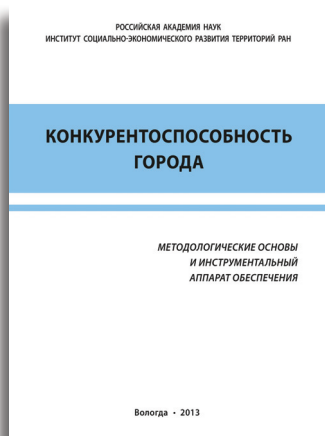 РОССИЙСКАЯ АКАДЕМИЯ НАУК
ИНСТИТУТ СОЦИАЛЬНО-ЭКОНОМИЧЕСКОГО РАЗВИТИЯ ТЕРРИТОРИЙ РАН
КОНКУРЕНТОСПОСОБНОСТЬ
ГОРОДА
МЕТОДОЛОГИЧЕСКИЕ ОСНОВЫ
И ИНСТРУМЕНТАЛЬНЫЙ
АППАРАТ ОБЕСПЕЧЕНИЯ
Вологда • 2013